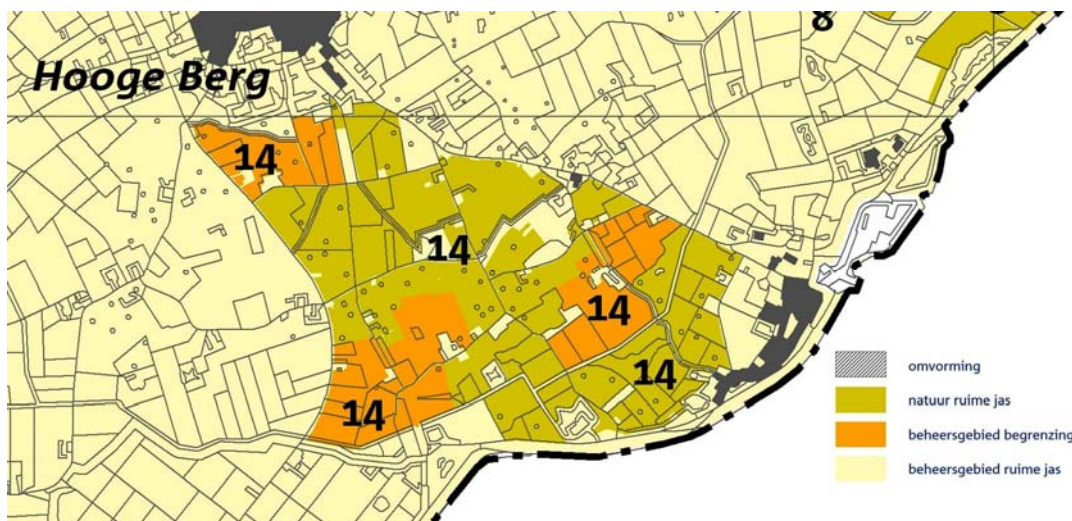 8
Hooge Berg
14
14
14
14
14
omvorming
natuur ruime jas
beheersgebied begrenzing
beheersgebied ruime jas